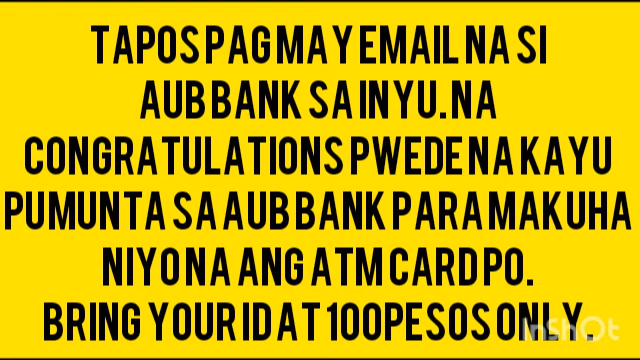 TAPOS PAG MAY EMAIL NA SI
AUB BANK SA INYU. NA
CONGRATULATIONS PWEDE NA KAYU
PUMUNTA SA AUB BANK PARA MAKUHA
NIYO NA ANG ATM CARD PO.
BRING YOUR ID AT 100PESOS ONLY.
InShOt